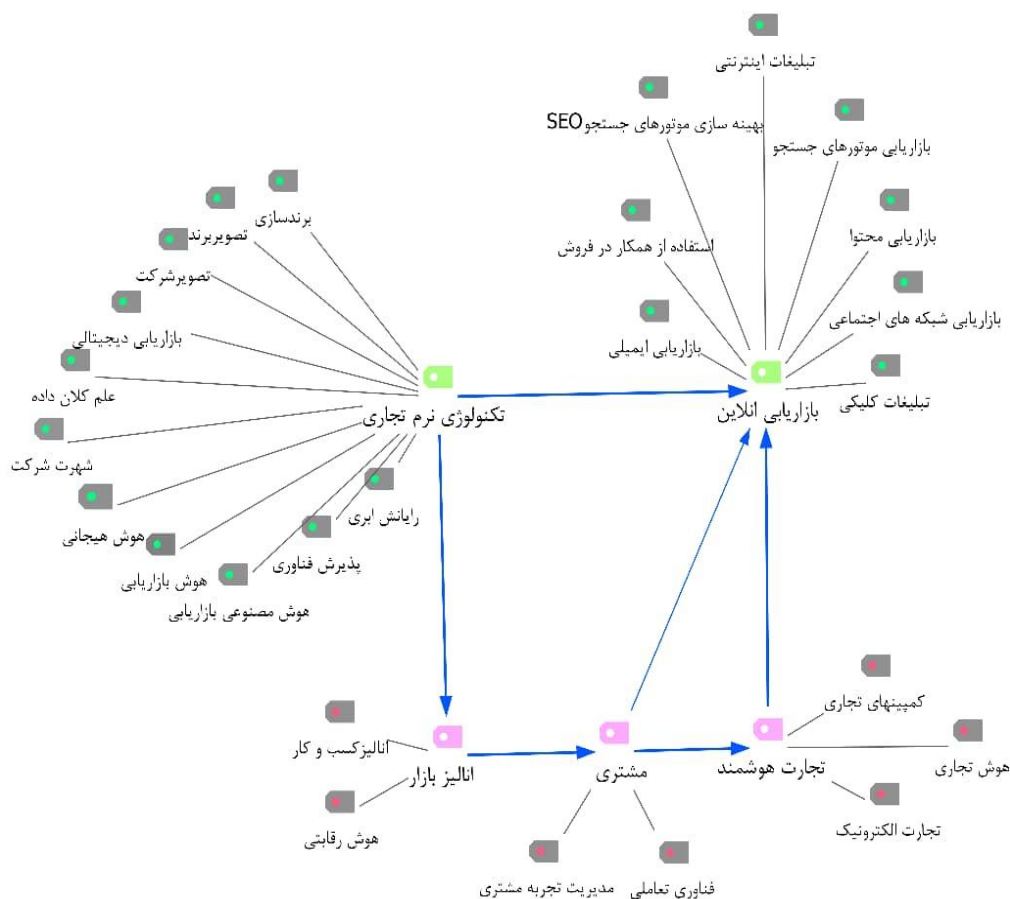 تبلیغات اینترنتی
بهینه سازی موتورهای جستجو SEO
بازاریابی موتورهای جستجو
استفاده از همکار در فروش
بازاریابی محتوا
بازاریابی ایمیلی
بازاریابی شبکه های اجتماعی
تبلیغات کلیکی
بازاریابی انلاین
برندسازی
تصویربرند
تصویرشرکت
بازاریابی دیجیتالی
علم کلان داده
شهرت شرکت
هوش هیجانی
هوش بازاریابی
هوش مصنوعی بازاریابی
پذیرش فناوری
رایانش ابری
تکنولوژی نرم تجاری
انالیزکسب و کار
هوش رقابتی
انالیز بازار
مشتری
مدیریت تجربه مشتری
فناوری تعاملی
تجارت هوشمند
کمپینهای تجاری
هوش تجاری
تجارت الکترونیک